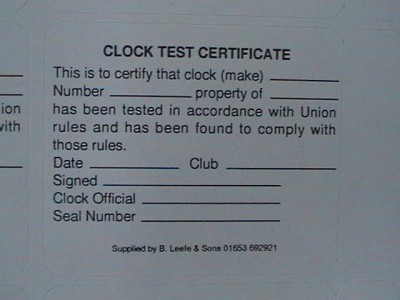 CLOCK TEST CERTIFICATE
This is to certify that clock (make)
Number property of
has been tested in accordance with Union
rules and has been found to comply with
those rules.
Date Club
Signed
Clock Official
Seal Number
Supplied by B. Leefe & Sons 01653 692921
ion
with